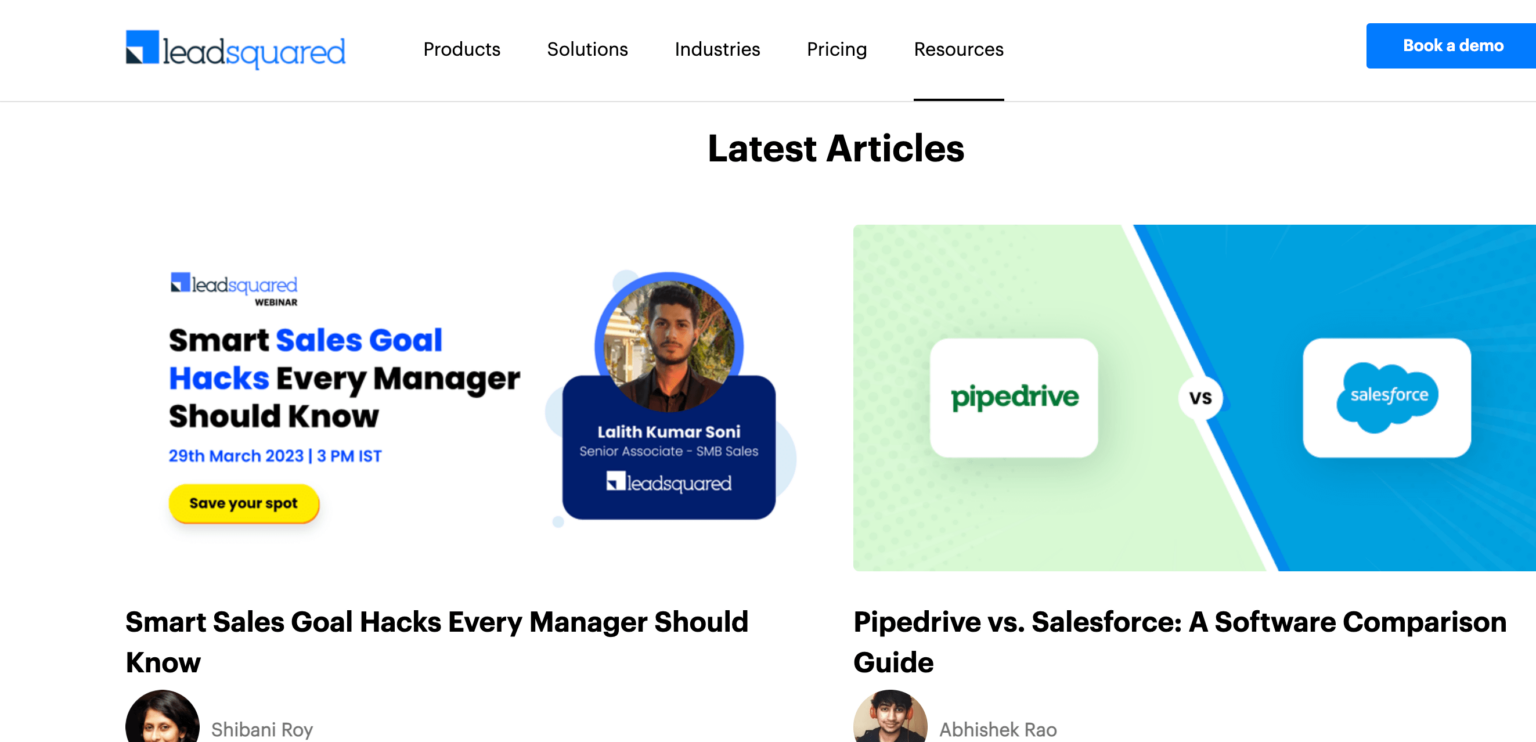 leadsquared
Products
Solutions
Industries
Pricing
Resources
Book a demo
Latest Articles
leadsquared
WEBINAR
Smart Sales Goal
Hacks Every Manager
Should Know
29th March 2023 | 3 PM IST
Save your spot
Lalith Kumar Soni
Senior Associate - SMB Sales
leadsquared
pipedrive
VS
salesforce
Smart Sales Goal Hacks Every Manager Should
Know
Shibani Roy
Pipedrive vs. Salesforce: A Software Comparison
Guide
Abhishek Rao